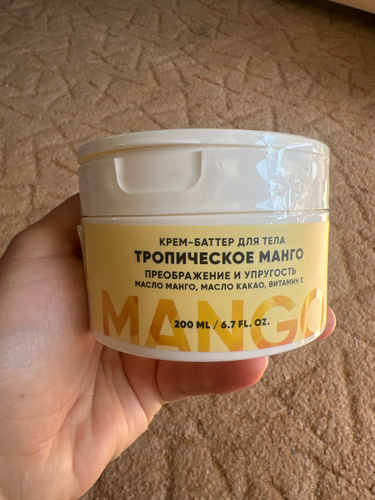 КРЕМ-БАТТЕР ДЛЯ ТЕЛА
ТРОПИЧЕСКОЕ МАНГО
ПРЕОБРАЖЕНИЕ И УПРУГОСТЬ
МАСЛО МАНГО, МАСЛО КАКАО, ВИТАМИН Е
MANGO
200 ML / 6.7 FL. OZ.